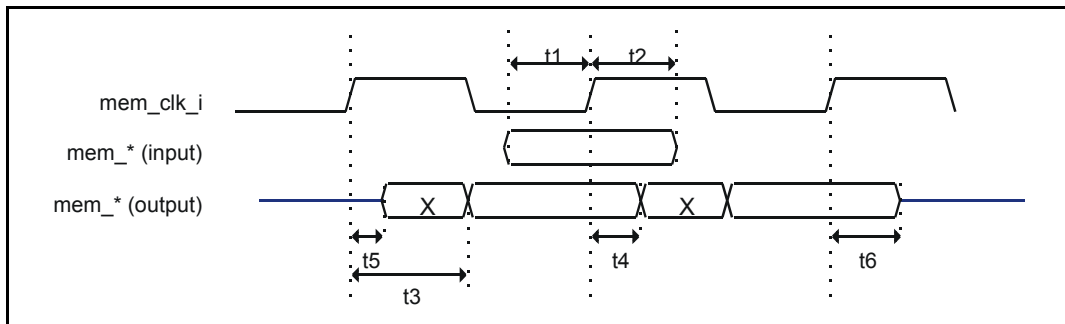 t1 t2
mem_clk_i
mem_* (input)
mem_* (output) X X
t5 t4 t6
t3